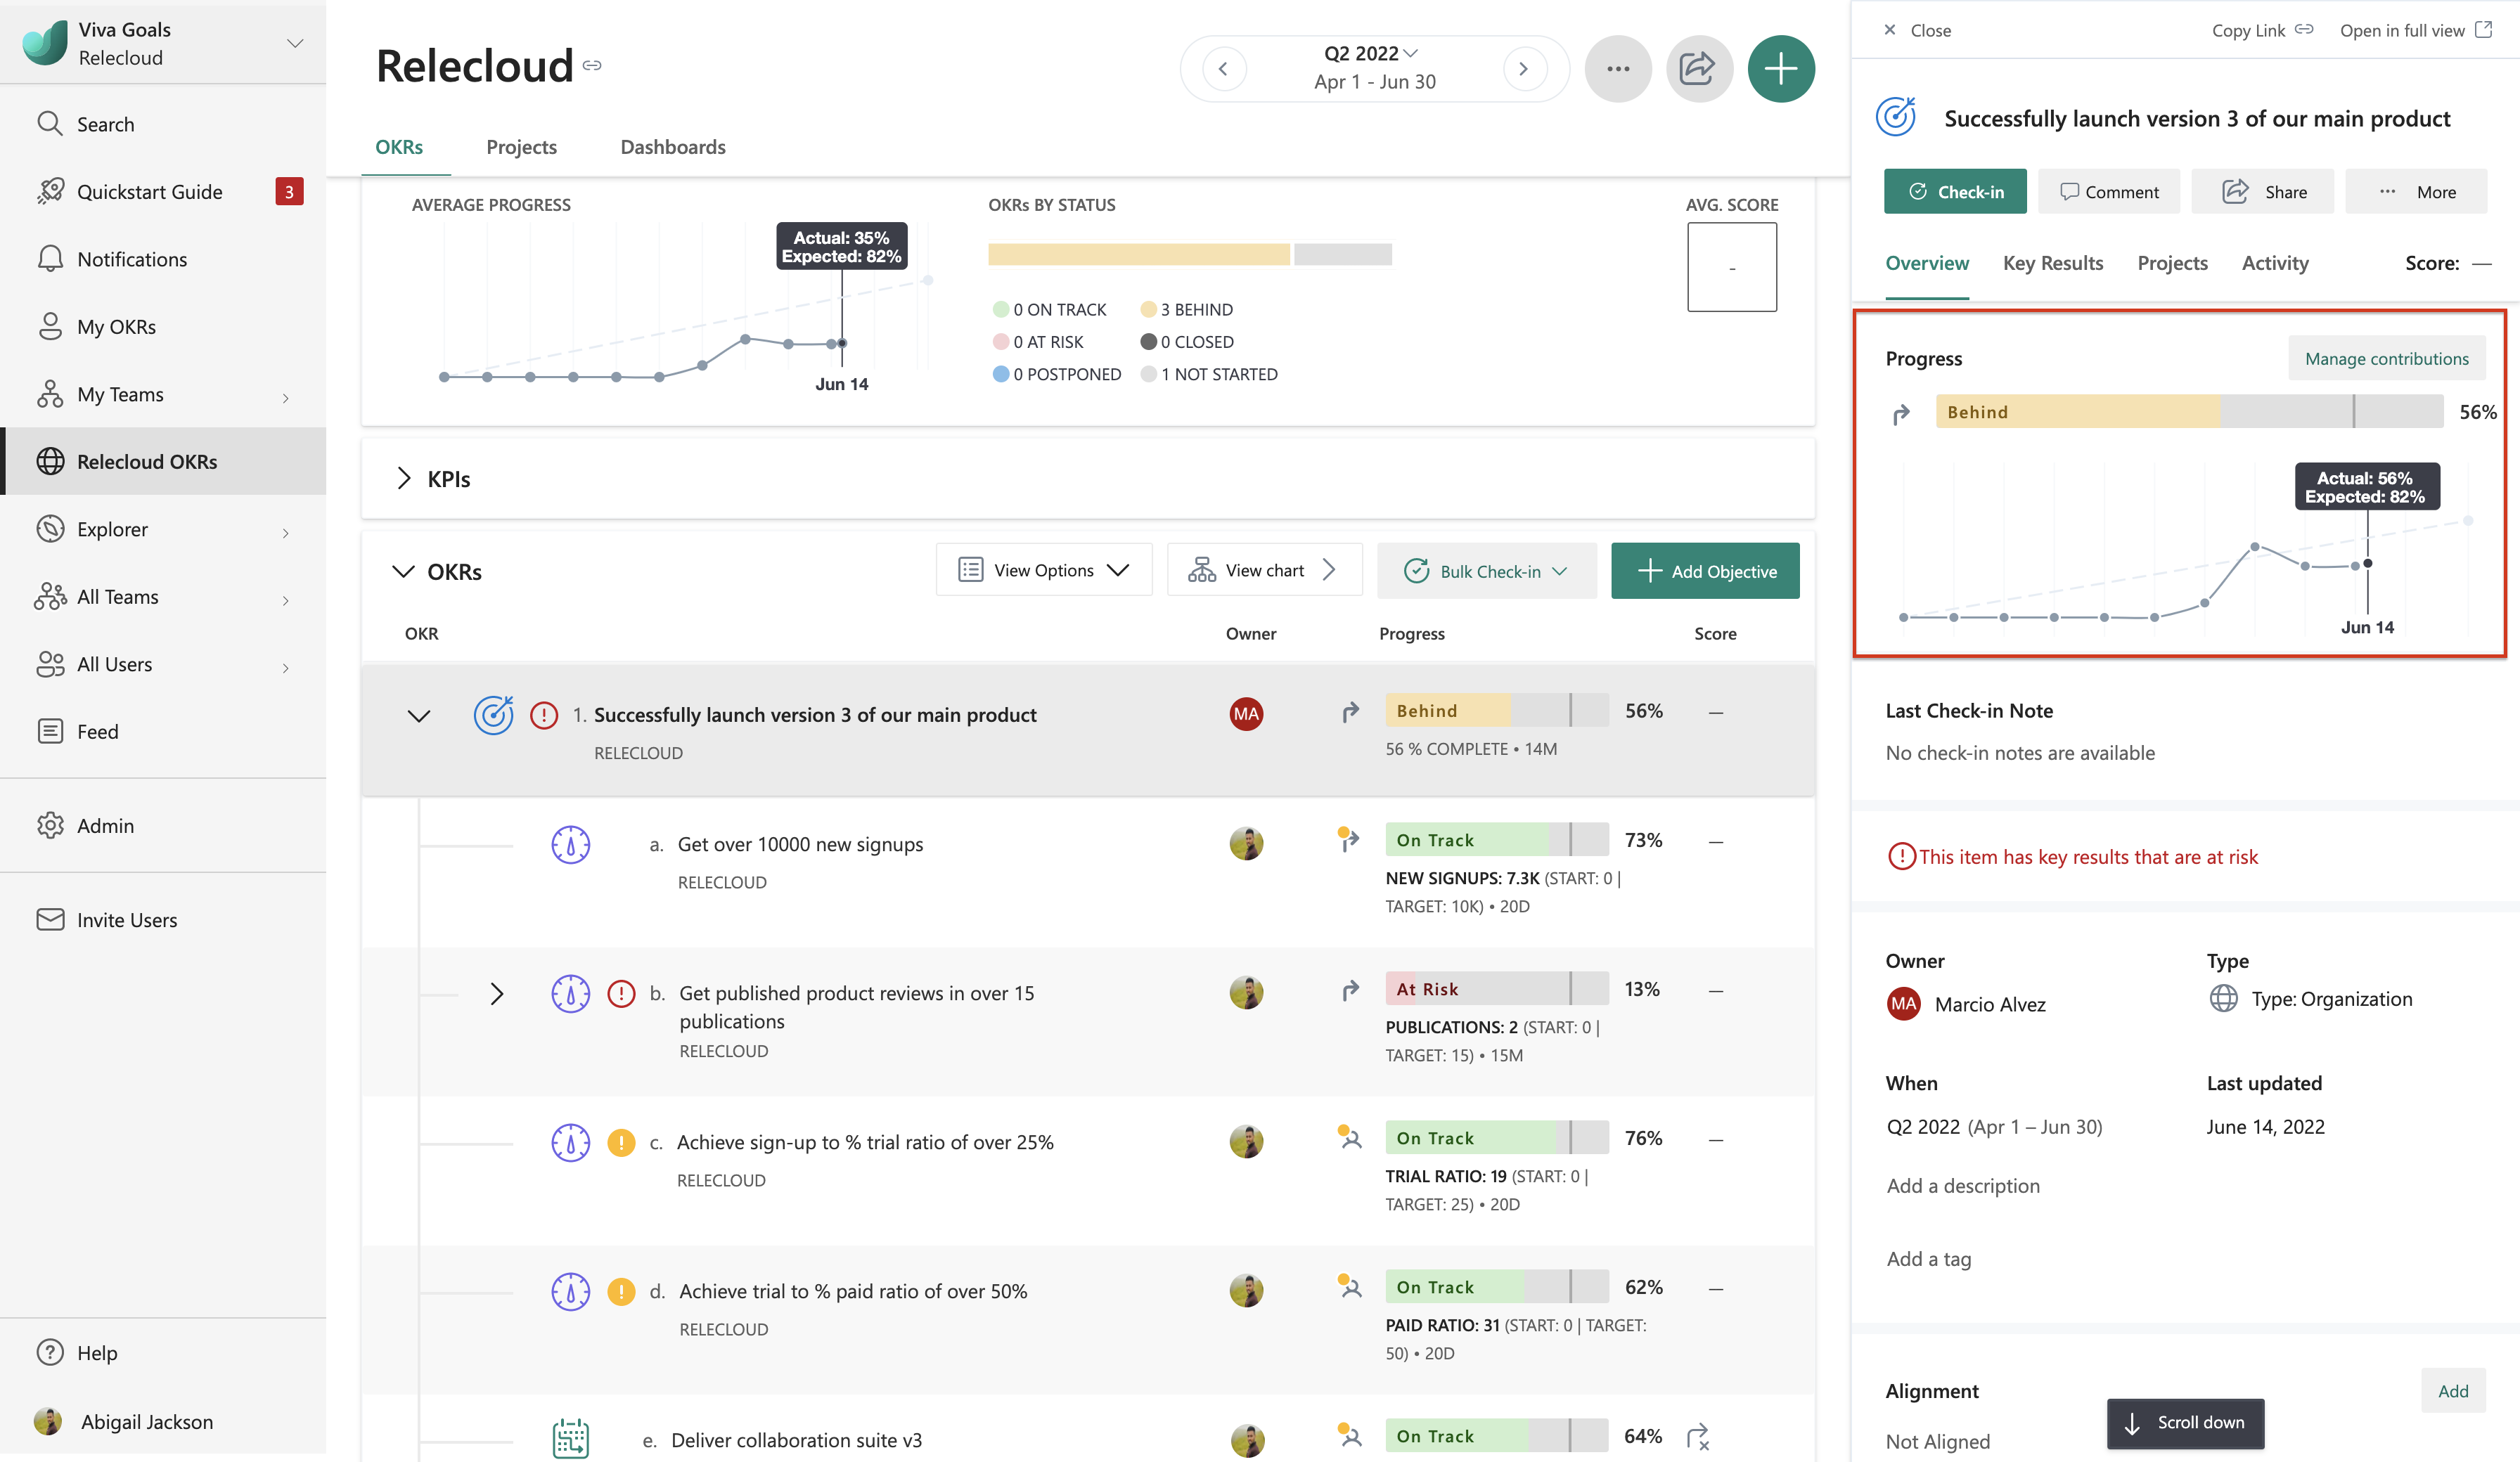 Viva Goals
Relecloud
Search
Quickstart Guide 3
Notifications
My OKRs
My Teams
Relecloud OKRs
Explorer
All Teams
All Users
Feed
Admin
Invite Users
Help
Abigail Jackson
Relecloud
Q2 2022
Apr 1 - Jun 30
OKRs Projects Dashboards
AVERAGE PROGRESS
Actual: 35%
Expected: 82%
Jun 14
OKRs BY STATUS
0 ON TRACK 3 BEHIND
0 AT RISK 0 CLOSED
0 POSTPONED 1 NOT STARTED
AVG. SCORE
-
KPIs
OKRs
View Options View chart Bulk Check-in Add Objective
OKR Owner Progress Score
1. Successfully launch version 3 of our main product MA Behind 56% —
RELECLOUD 56 % COMPLETE • 14M
a. Get over 10000 new signups On Track 73% —
RELECLOUD NEW SIGNUPS: 7.3K (START: 0 |
TARGET: 10K) • 20D
b. Get published product reviews in over 15 At Risk 13% —
publications PUBLICATIONS: 2 (START: 0 |
RELECLOUD TARGET: 15) • 15M
c. Achieve sign-up to % trial ratio of over 25% On Track 76% —
RELECLOUD TRIAL RATIO: 19 (START: 0 |
TARGET: 25) • 20D
d. Achieve trial to % paid ratio of over 50% On Track 62% —
RELECLOUD PAID RATIO: 31 (START: 0 | TARGET:
50) • 20D
e. Deliver collaboration suite v3 On Track 64%
Close Copy Link Open in full view
Successfully launch version 3 of our main product
Check-in Comment Share More
Overview Key Results Projects Activity Score: —
Progress Manage contributions
Behind 56%
Actual: 56%
Expected: 82%
Jun 14
Last Check-in Note
No check-in notes are available
This item has key results that are at risk
Owner Type
MA Marcio Alvez Type: Organization
When Last updated
Q2 2022 (Apr 1 – Jun 30) June 14, 2022
Add a description
Add a tag
Alignment Add
Not Aligned
Scroll down